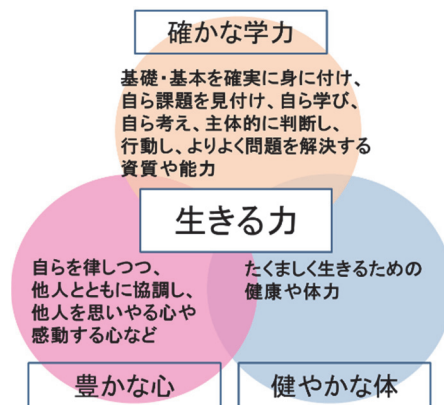 確かな学力
基礎・基本を確実に身に付け、
自ら課題を見付け、自ら学び、
自ら考え、主体的に判断し、
行動し、よりよく問題を解決する
資質や能力
生きる力
自らを律しつつ、
他人とともに協調し、
他人を思いやる心や
感動する心など
たくましく生きるための
健康や体力
豊かな心
健やかな体